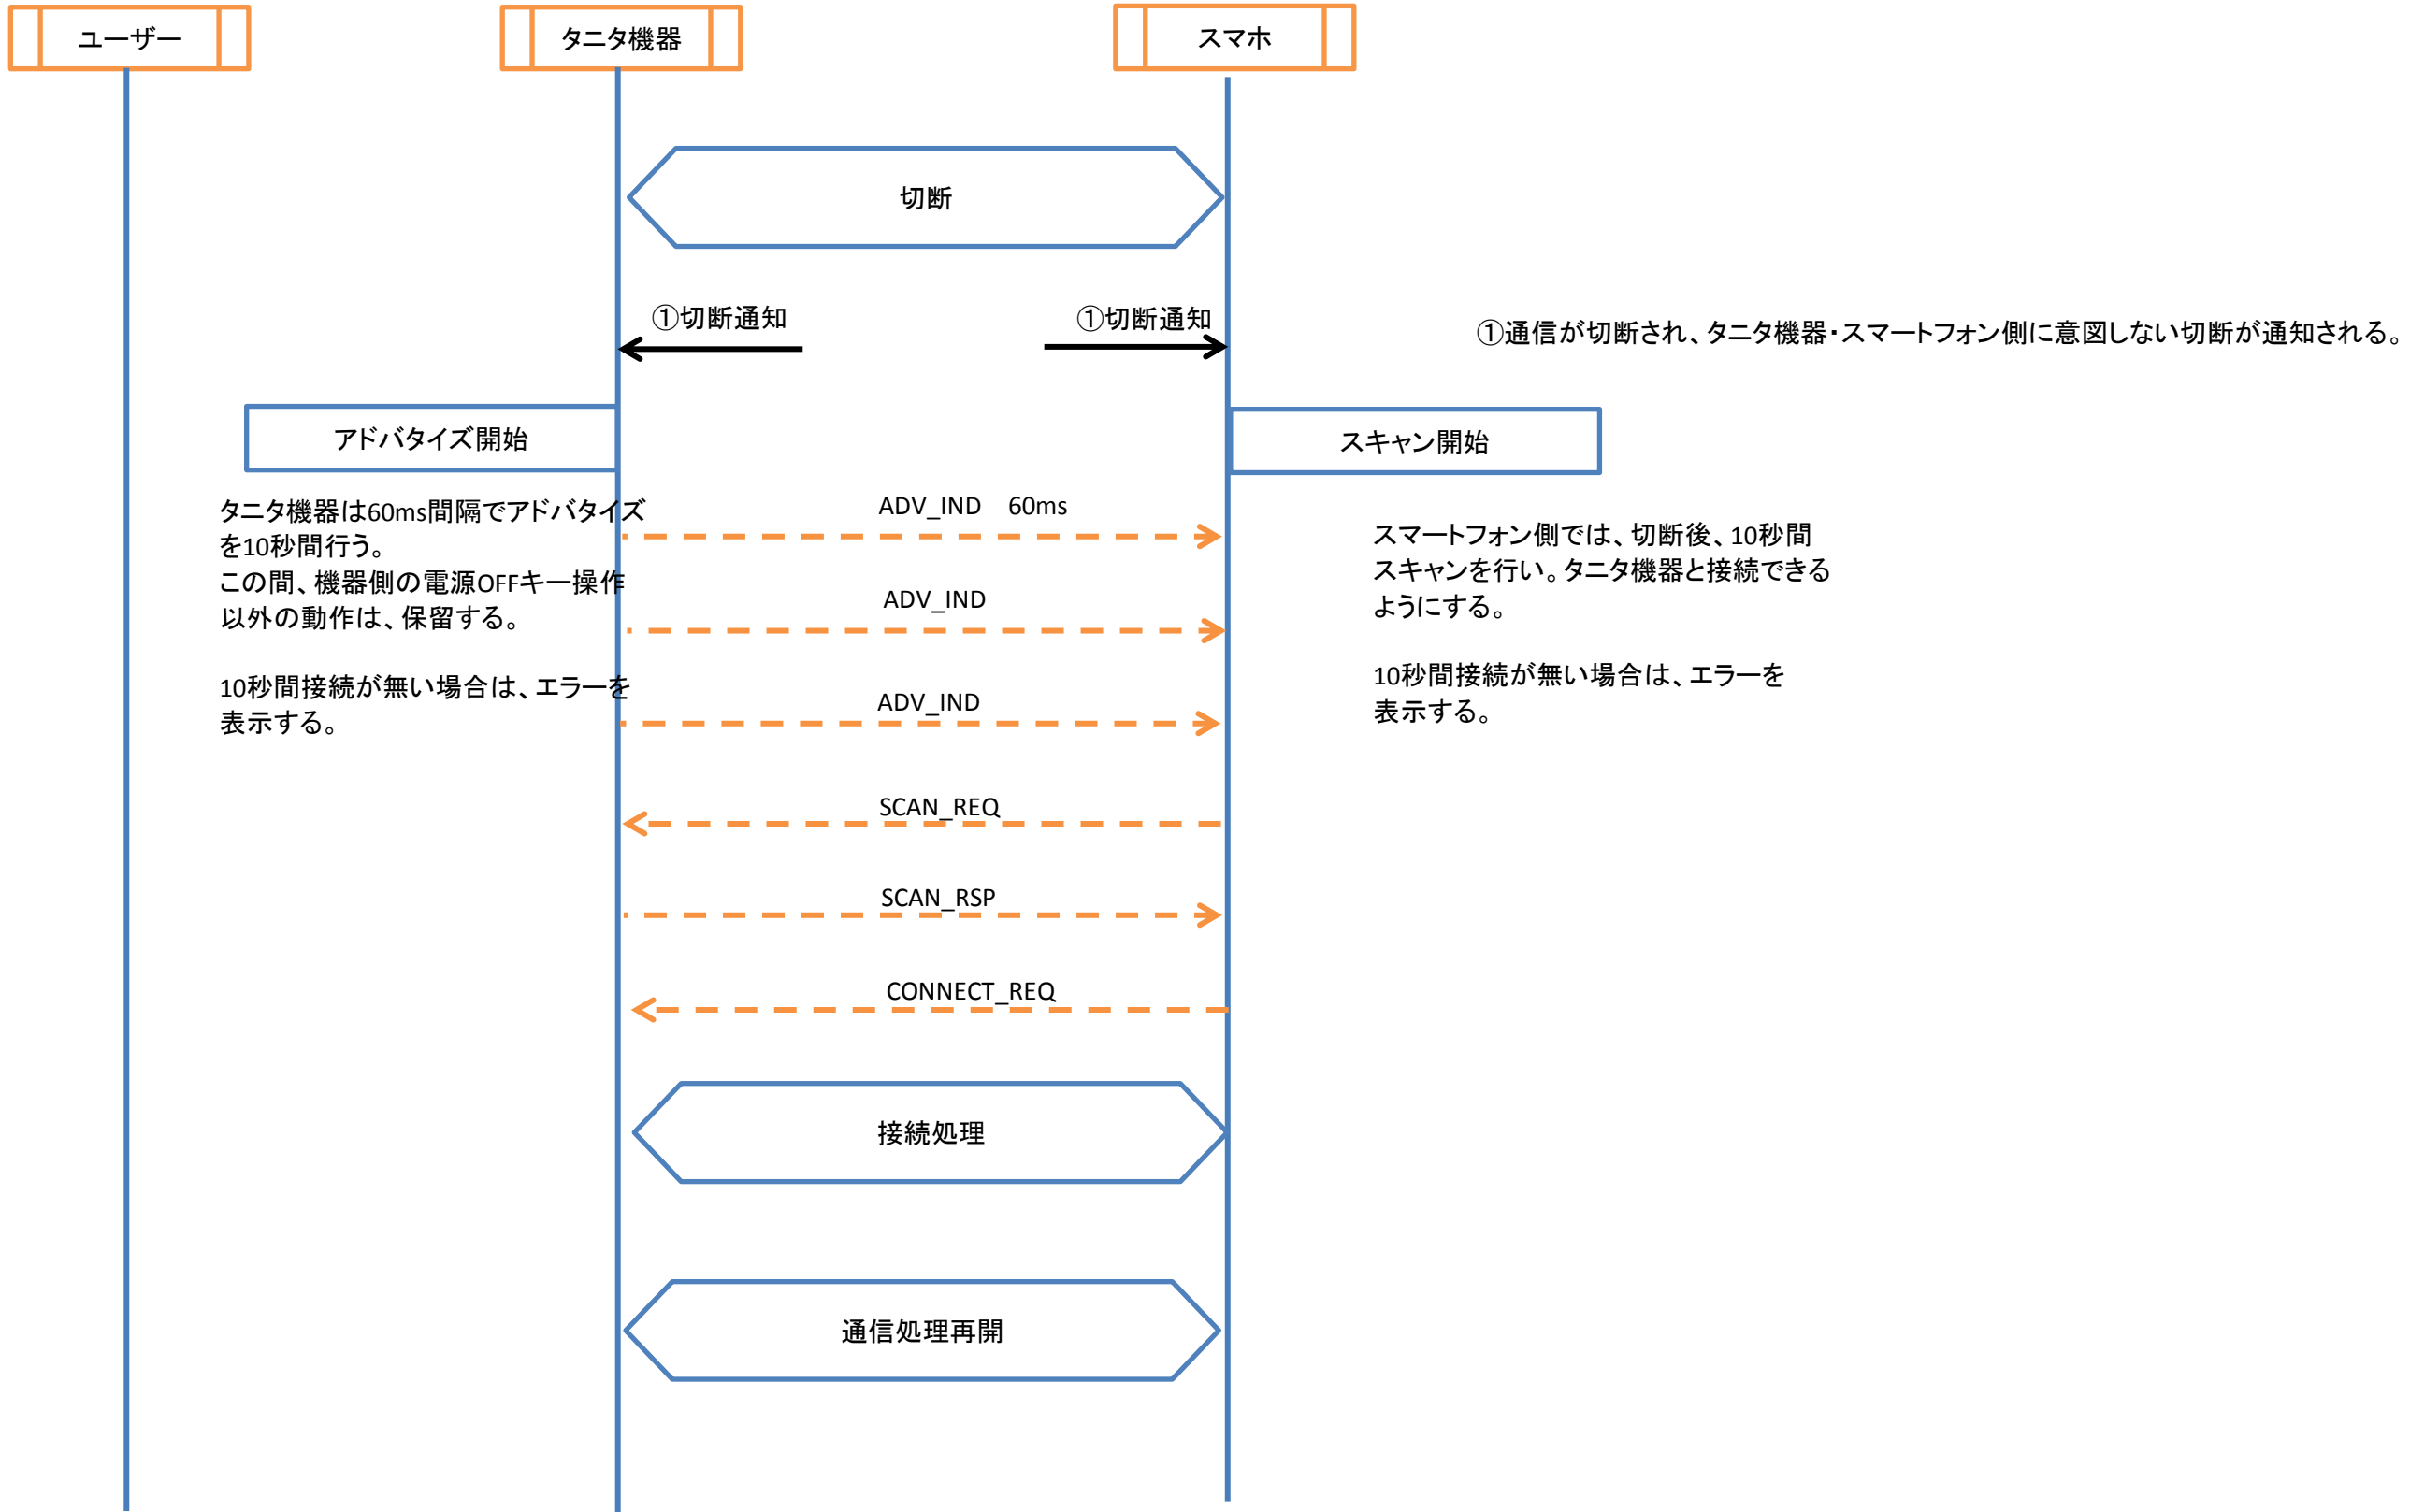 ユーザー
タニタ機器
スマホ
切断
①切断通知
①切断通知
①通信が切断され、タニタ機器・スマートフォン側に意図しない切断が通知される。
アドバタイズ開始
スキャン開始
タニタ機器は60ms間隔でアドバタイズ
を10秒間行う。
この間、機器側の電源OFFキー操作
以外の動作は、保留する。
10秒間接続が無い場合は、エラーを
表示する。
ADV_IND　60ms
ADV_IND
ADV_IND
スマートフォン側では、切断後、10秒間
スキャンを行い。タニタ機器と接続できる
ようにする。
10秒間接続が無い場合は、エラーを
表示する。
SCAN_REQ
SCAN_RSP
CONNECT_REQ
接続処理
通信処理再開